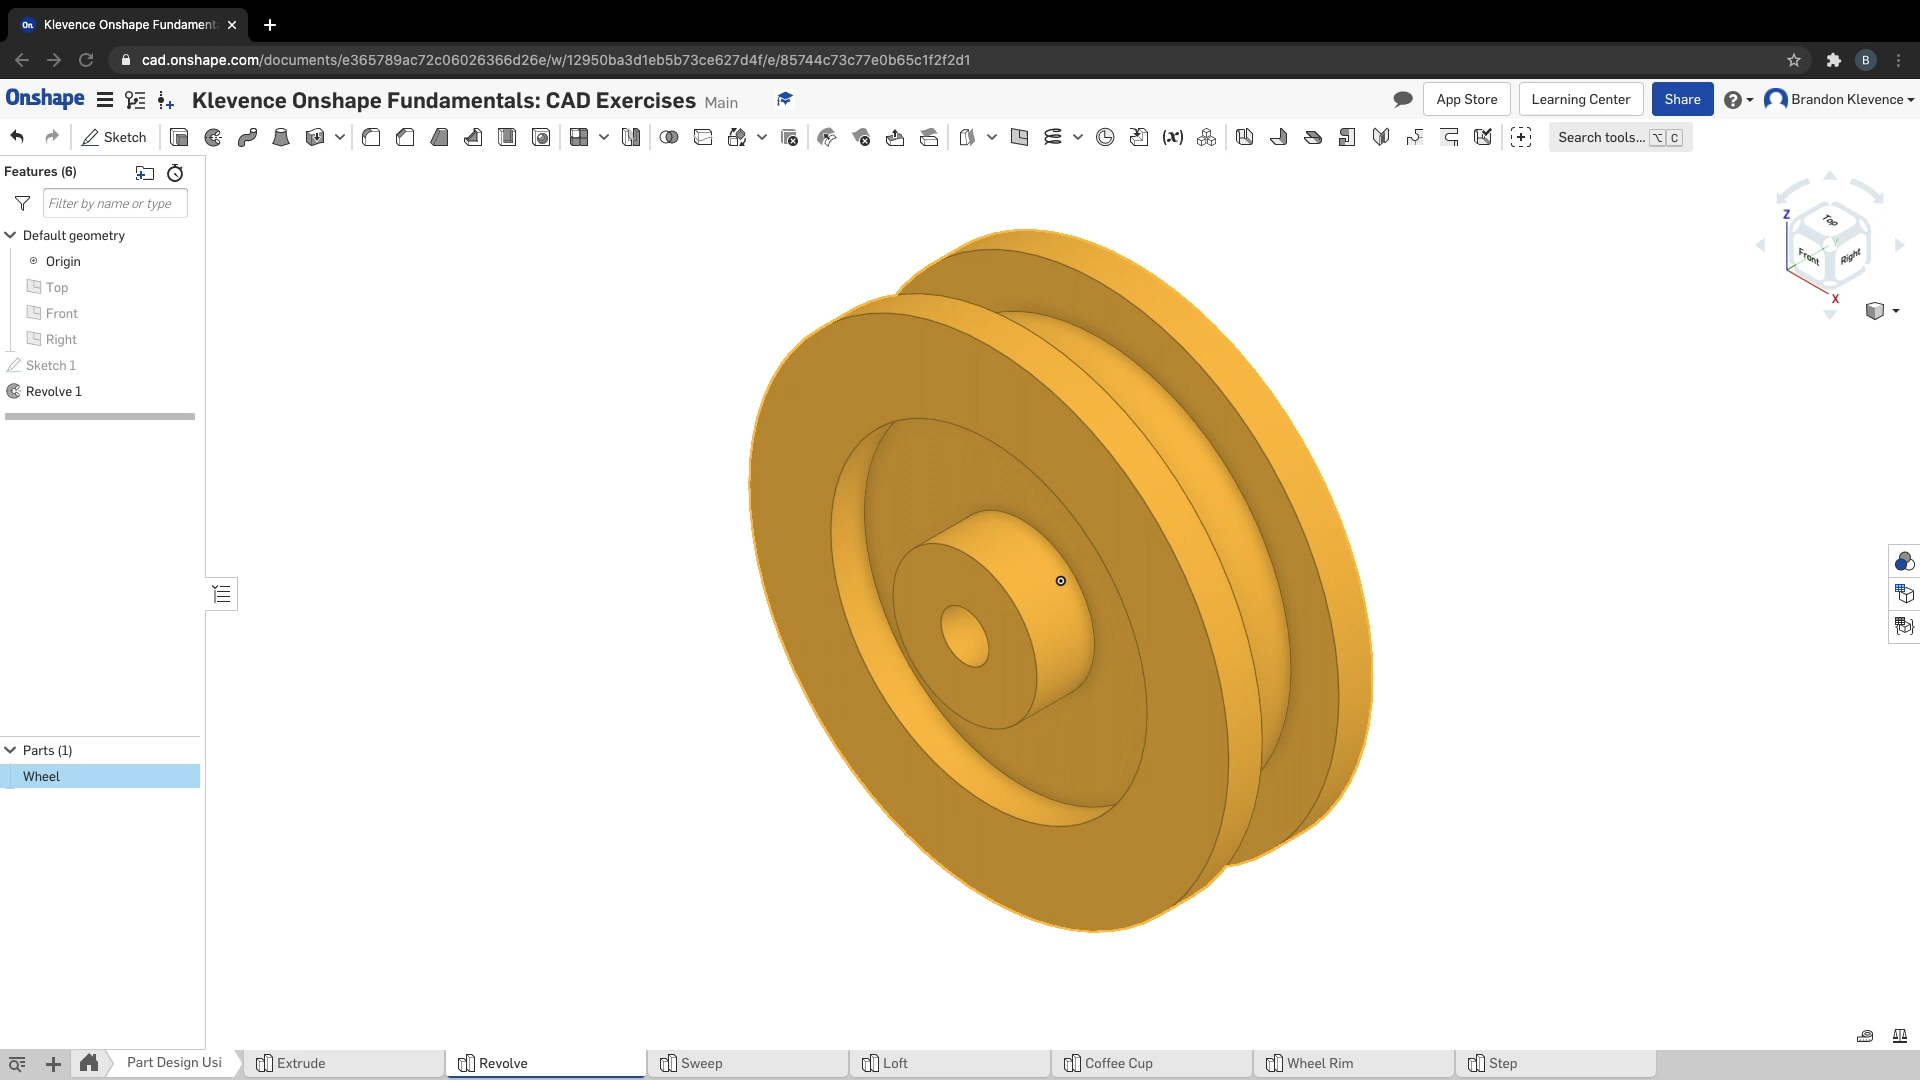 Klevence Onshape Fundament
cad.onshape.com/documents/e365789ac72c06026366d26e/w/12950ba3d1eb5b73ce627d4f/e/85744c73c77e0b65c1f2f2d1
B
Onshape
Klevence Onshape Fundamentals: CAD Exercises Main
App Store
Learning Center
Share
Brandon Klevence
Sketch
(x)
Search tools... ⌥ C
Features (6)
Filter by name or type
Default geometry
Origin
Top
Front
Right
Sketch 1
Revolve 1
Z
Top
Front
Right
X
Parts (1)
Wheel
Part Design Usi
Extrude
Revolve
Sweep
Loft
Coffee Cup
Wheel Rim
Step